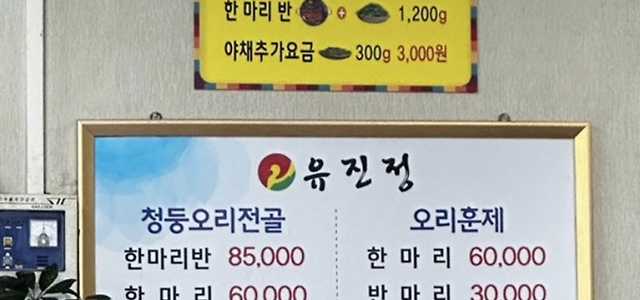 한 마리 반 + 1,200g
야채추가요금 300g 3,000원
유진정
청둥오리전골
한마리반 85,000
한 마 리 60,000
오리훈제
한 마 리 60,000
반 마 리 30,000